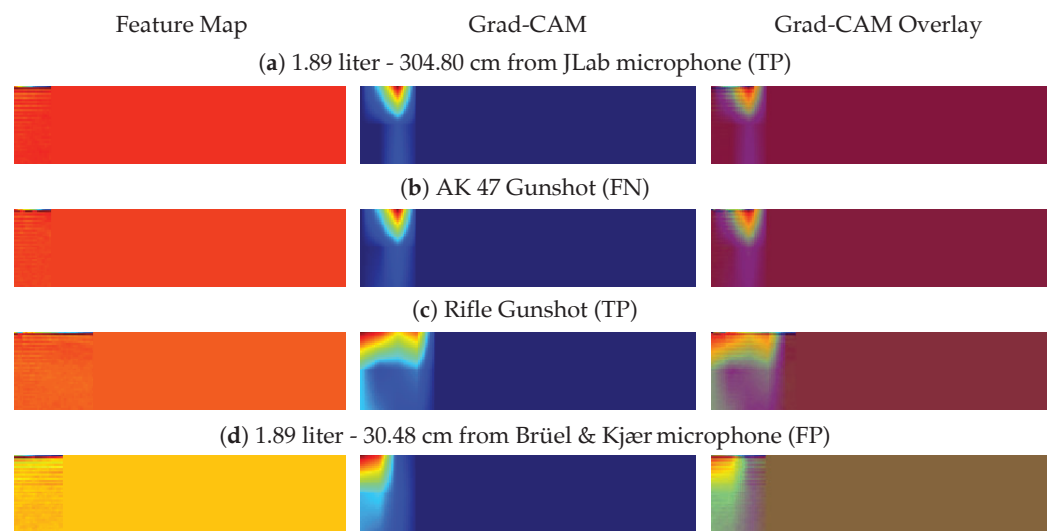 Feature Map Grad-CAM Grad-CAM Overlay
(a) 1.89 liter - 304.80 cm from JLab microphone (TP)
(b) AK 47 Gunshot (FN)
(c) Rifle Gunshot (TP)
(d) 1.89 liter - 30.48 cm from Brüel & Kjær microphone (FP)